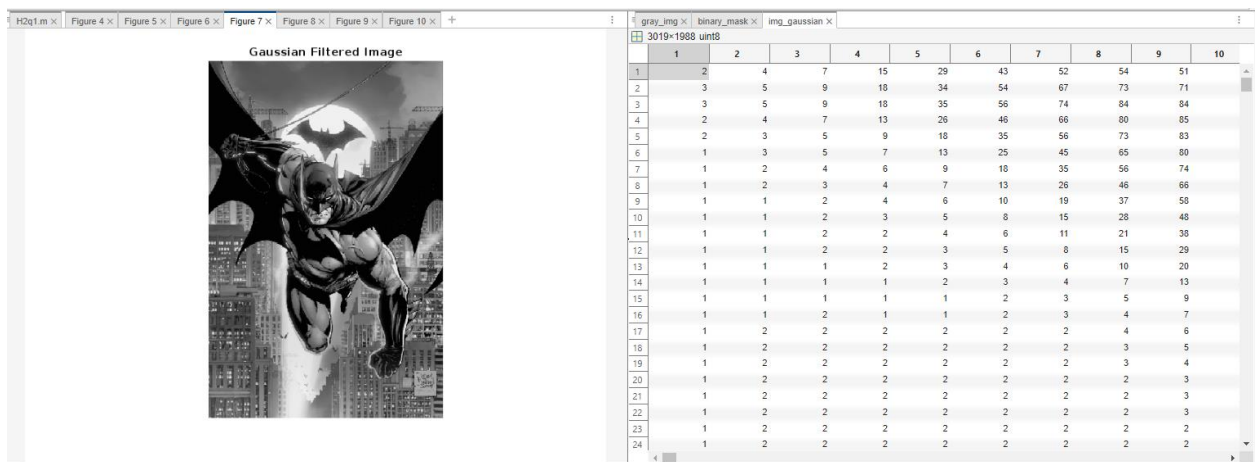 H2q1.m × Figure 4 × Figure 5 × Figure 6 × Figure 7 × Figure 8 × Figure 9 × Figure 10 × +
Gaussian Filtered Image
gray_img × binary_mask × img_gaussian ×
3019×1988 uint8
1 2 3 4 5 6 7 8 9 10
1 2 4 7 15 29 43 52 54 51
2 3 5 9 18 34 54 67 73 71
3 3 5 9 18 35 56 74 84 84
4 2 4 7 13 26 46 66 80 85
5 2 3 5 9 18 35 56 73 83
6 1 3 5 7 13 25 45 65 80
7 1 2 4 6 9 18 35 56 74
8 1 2 3 4 7 13 26 46 66
9 1 1 2 4 6 10 19 37 58
10 1 1 2 3 5 8 15 28 48
11 1 1 2 2 4 6 11 21 38
12 1 1 2 2 3 5 8 15 29
13 1 1 1 2 3 4 6 10 20
14 1 1 1 1 2 3 4 7 13
15 1 1 1 1 1 2 3 5 9
16 1 1 2 1 1 2 3 4 7
17 1 2 2 2 2 2 2 4 6
18 1 2 2 2 2 2 2 3 5
19 1 2 2 2 2 2 2 3 4
20 1 2 2 2 2 2 2 2 3
21 1 2 2 2 2 2 2 2 3
22 1 2 2 2 2 2 2 2 3
23 1 2 2 2 2 2 2 2 2
24 1 2 2 2 2 2 2 2 2